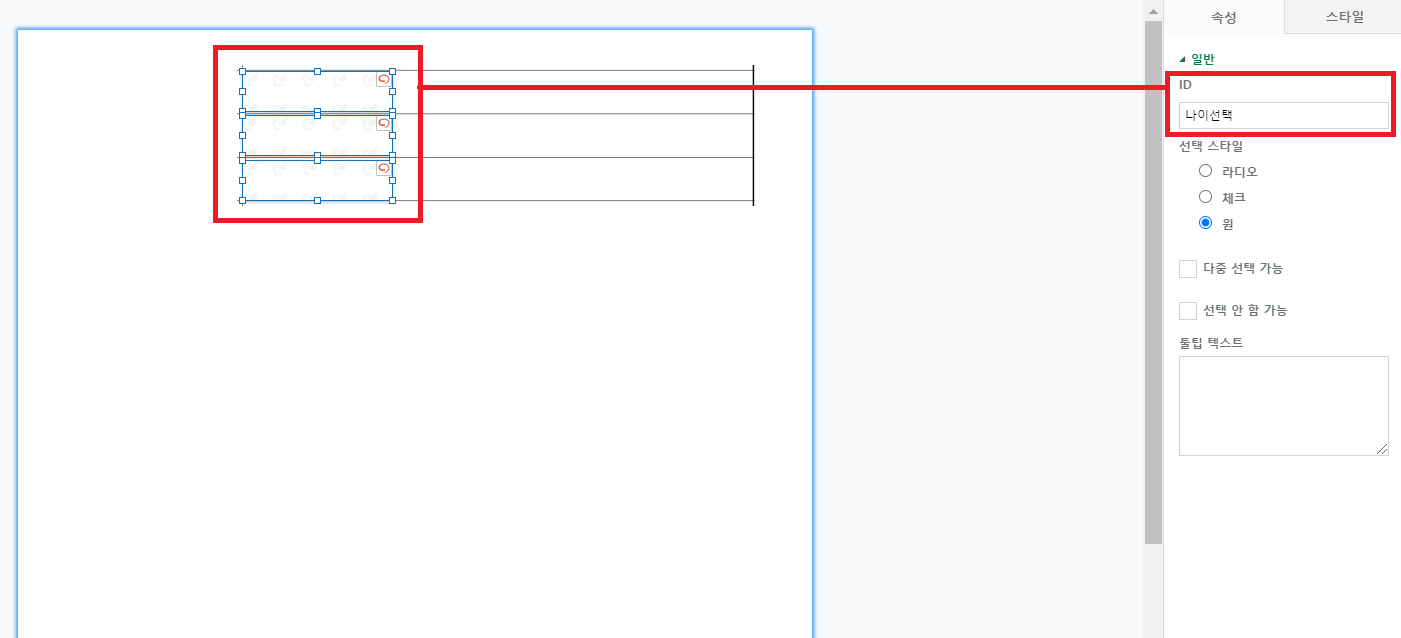 속성
스타일
일반
ID
나이선택
선택 스타일
라디오
체크
원
다중 선택 가능
선택 안 함 가능
툴팁 텍스트